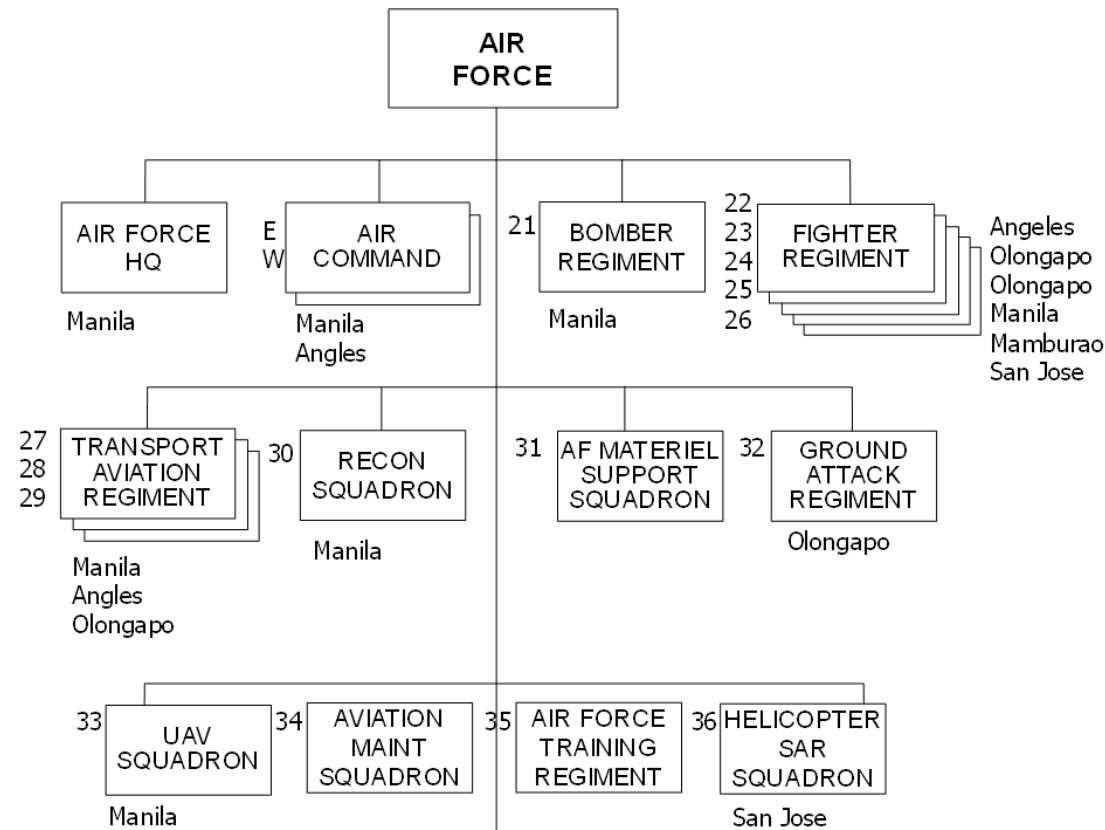 AIR
FORCE
AIR FORCE
HQ
Manila
E
W
AIR
COMMAND
Manila
Angles
21
BOMBER
REGIMENT
Manila
22
23
24
25
26
FIGHTER
REGIMENT
Angeles
Olongapo
Olongapo
Manila
Mamburao
San Jose
27
28
29
TRANSPORT
AVIATION
REGIMENT
Manila
Angles
Olongapo
30
RECON
SQUADRON
Manila
31
AF MATERIEL
SUPPORT
SQUADRON
32
GROUND
ATTACK
REGIMENT
Olongapo
33
UAV
SQUADRON
Manila
34
AVIATION
MAINT
SQUADRON
35
AIR FORCE
TRAINING
REGIMENT
36
HELICOPTER
SAR
SQUADRON
San Jose